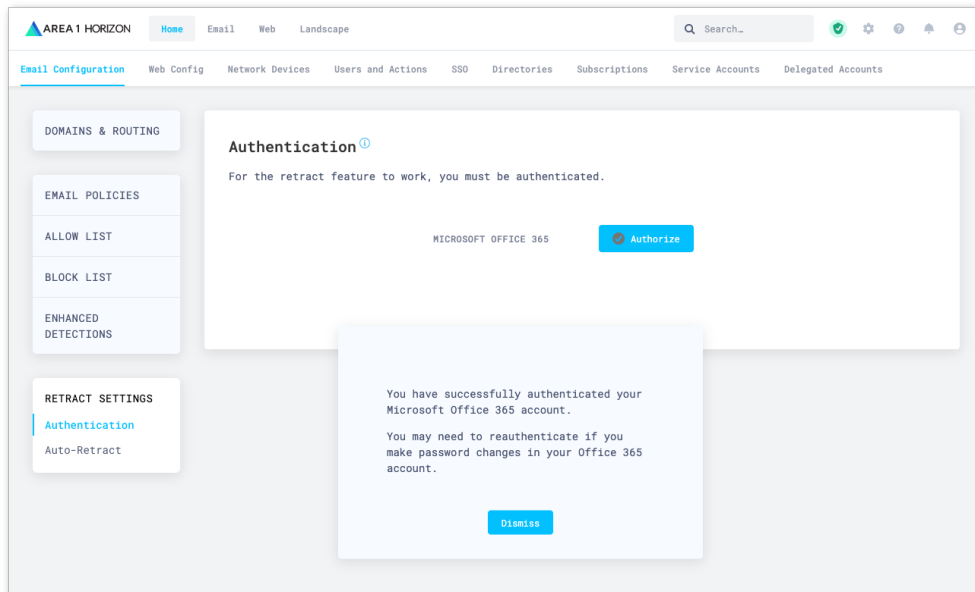 AREA 1 HORIZON
Home
Email
Web
Landscape
Search…
Email Configuration
Web Config
Network Devices
Users and Actions
SSO
Directories
Subscriptions
Service Accounts
Delegated Accounts
DOMAINS & ROUTING
EMAIL POLICIES
ALLOW LIST
BLOCK LIST
ENHANCED
DETECTIONS
RETRACT SETTINGS
Authentication
Auto-Retract
Authentication
For the retract feature to work, you must be authenticated.
MICROSOFT OFFICE 365
Authorize
You have successfully authenticated your
Microsoft Office 365 account.
You may need to reauthenticate if you
make password changes in your Office 365
account.
Dismiss